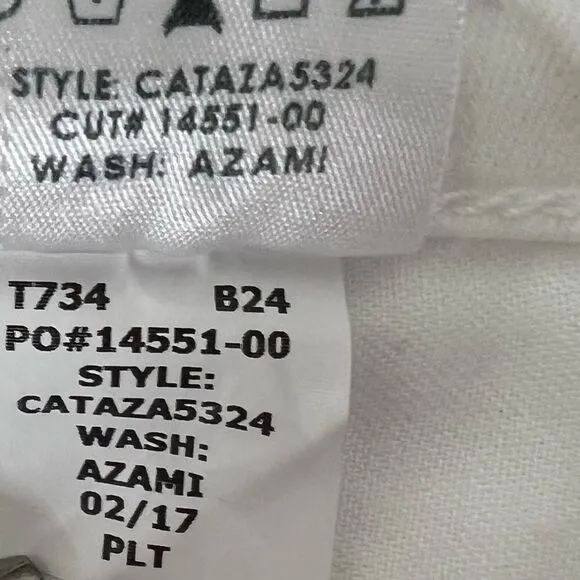 STYLE: CATAZA5324
CUT# 14551-00
WASH: AZAMI
T734 B24
PO#14551-00
STYLE:
CATAZA5324
WASH:
AZAMI
02/17
PLT